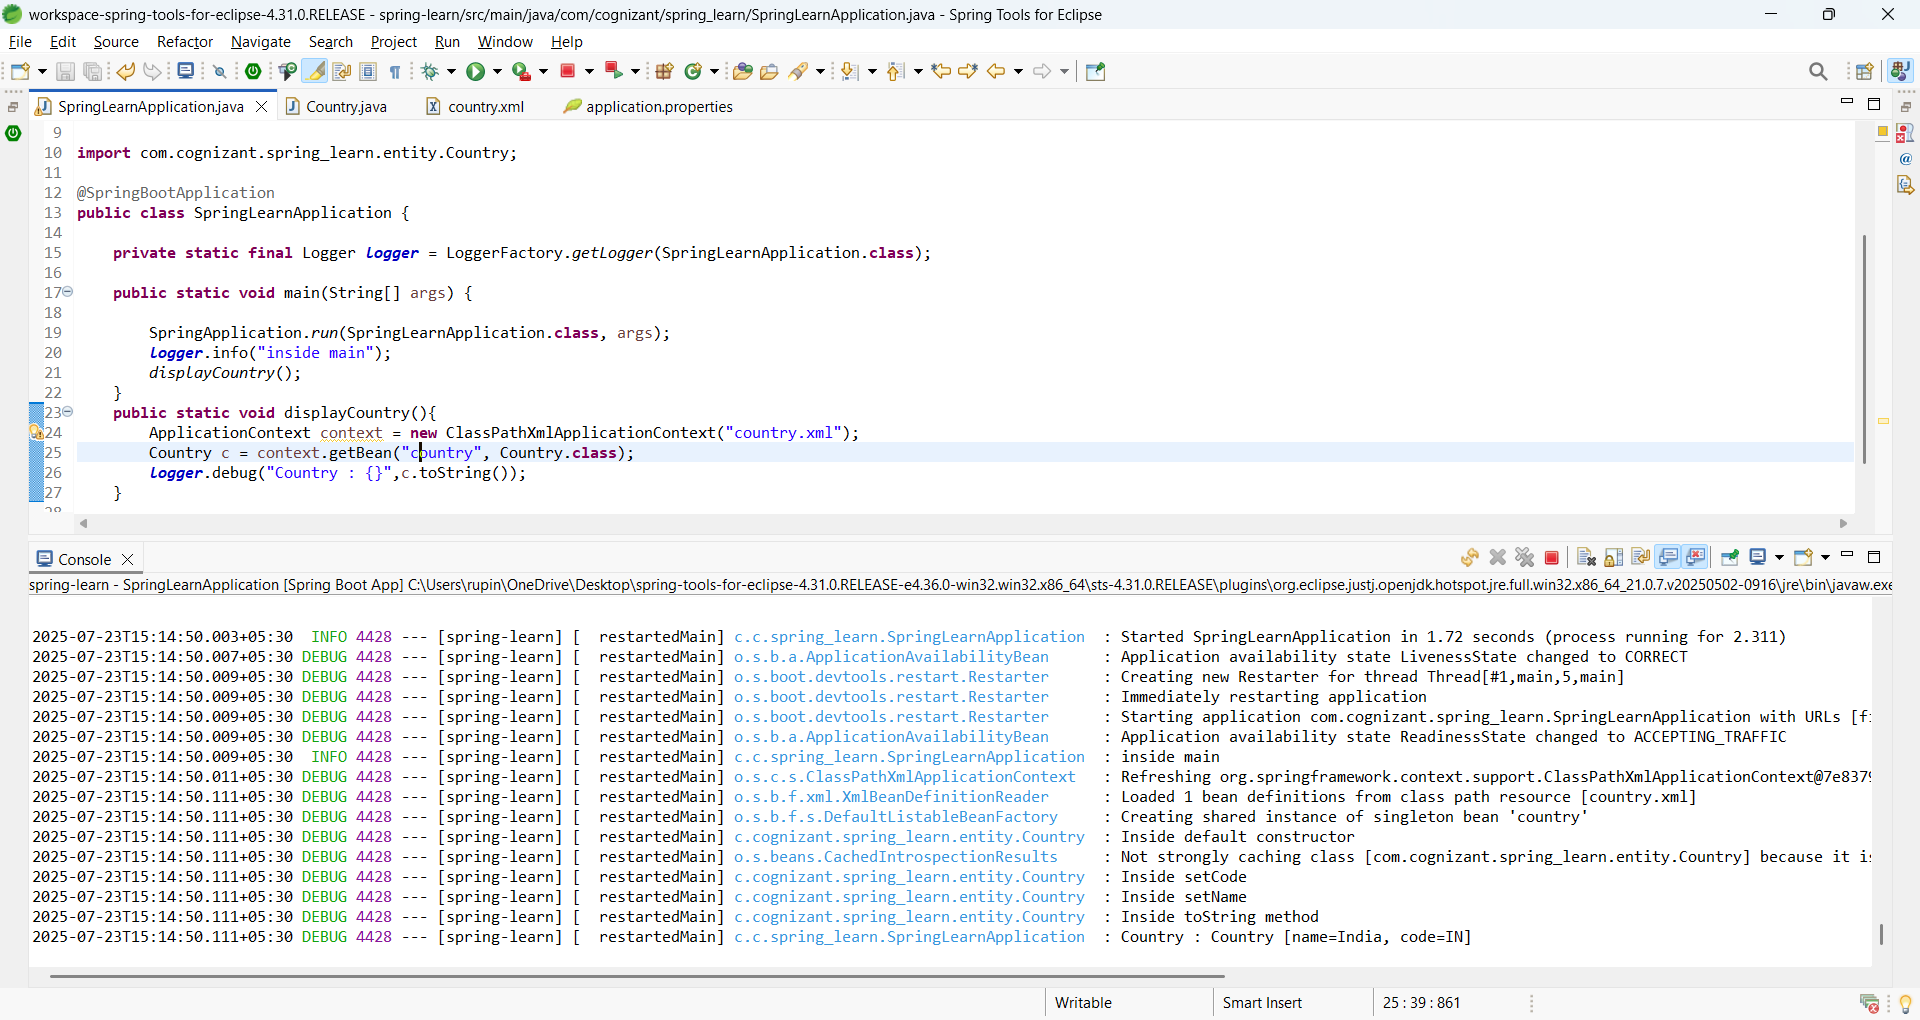 workspace-spring-tools-for-eclipse-4.31.0.RELEASE - spring-learn/src/main/java/com/cognizant/spring_learn/SpringLearnApplication.java - Spring Tools for Eclipse
File Edit Source Refactor Navigate Search Project Run Window Help
SpringLearnApplication.java Country.java country.xml application.properties
9
10 import com.cognizant.spring_learn.entity.Country;
11
12 @SpringBootApplication
13 public class SpringLearnApplication {
14
15 private static final Logger logger = LoggerFactory.getLogger(SpringLearnApplication.class);
16
17 public static void main(String[] args) {
18
19 SpringApplication.run(SpringLearnApplication.class, args);
20 logger.info("inside main");
21 displayCountry();
22 }
23 public static void displayCountry(){
24 ApplicationContext context = new ClassPathXmlApplicationContext("country.xml");
25 Country c = context.getBean("country", Country.class);
26 logger.debug("Country : {}",c.toString());
27 }
28
Console
spring-learn - SpringLearnApplication [Spring Boot App] C:\Users\rupin\OneDrive\Desktop\spring-tools-for-eclipse-4.31.0.RELEASE-e4.36.0-win32.win32.x86_64\sts-4.31.0.RELEASE\plugins\org.eclipse.justj.openjdk.hotspot.jre.full.win32.x86_64_21.0.7.v20250502-0916\jre\bin\javaw.exe
2025-07-23T15:14:50.003+05:30 INFO 4428 --- [spring-learn] [ restartedMain] c.c.spring_learn.SpringLearnApplication : Started SpringLearnApplication in 1.72 seconds (process running for 2.311)
2025-07-23T15:14:50.007+05:30 DEBUG 4428 --- [spring-learn] [ restartedMain] o.s.b.a.ApplicationAvailabilityBean : Application availability state LivenessState changed to CORRECT
2025-07-23T15:14:50.009+05:30 DEBUG 4428 --- [spring-learn] [ restartedMain] o.s.boot.devtools.restart.Restarter : Creating new Restarter for thread Thread[#1,main,5,main]
2025-07-23T15:14:50.009+05:30 DEBUG 4428 --- [spring-learn] [ restartedMain] o.s.boot.devtools.restart.Restarter : Immediately restarting application
2025-07-23T15:14:50.009+05:30 DEBUG 4428 --- [spring-learn] [ restartedMain] o.s.boot.devtools.restart.Restarter : Starting application com.cognizant.spring_learn.SpringLearnApplication with URLs [f
2025-07-23T15:14:50.009+05:30 DEBUG 4428 --- [spring-learn] [ restartedMain] o.s.b.a.ApplicationAvailabilityBean : Application availability state ReadinessState changed to ACCEPTING_TRAFFIC
2025-07-23T15:14:50.009+05:30 INFO 4428 --- [spring-learn] [ restartedMain] c.c.spring_learn.SpringLearnApplication : inside main
2025-07-23T15:14:50.011+05:30 DEBUG 4428 --- [spring-learn] [ restartedMain] o.s.c.s.ClassPathXmlApplicationContext : Refreshing org.springframework.context.support.ClassPathXmlApplicationContext@7e837
2025-07-23T15:14:50.111+05:30 DEBUG 4428 --- [spring-learn] [ restartedMain] o.s.b.f.xml.XmlBeanDefinitionReader : Loaded 1 bean definitions from class path resource [country.xml]
2025-07-23T15:14:50.111+05:30 DEBUG 4428 --- [spring-learn] [ restartedMain] o.s.b.f.s.DefaultListableBeanFactory : Creating shared instance of singleton bean 'country'
2025-07-23T15:14:50.111+05:30 DEBUG 4428 --- [spring-learn] [ restartedMain] c.cognizant.spring_learn.entity.Country : Inside default constructor
2025-07-23T15:14:50.111+05:30 DEBUG 4428 --- [spring-learn] [ restartedMain] o.s.beans.CachedIntrospectionResults : Not strongly caching class [com.cognizant.spring_learn.entity.Country] because it i
2025-07-23T15:14:50.111+05:30 DEBUG 4428 --- [spring-learn] [ restartedMain] c.cognizant.spring_learn.entity.Country : Inside setCode
2025-07-23T15:14:50.111+05:30 DEBUG 4428 --- [spring-learn] [ restartedMain] c.cognizant.spring_learn.entity.Country : Inside setName
2025-07-23T15:14:50.111+05:30 DEBUG 4428 --- [spring-learn] [ restartedMain] c.cognizant.spring_learn.entity.Country : Inside toString method
2025-07-23T15:14:50.111+05:30 DEBUG 4428 --- [spring-learn] [ restartedMain] c.c.spring_learn.SpringLearnApplication : Country : Country [name=India, code=IN]
Writable Smart Insert 25 : 39 : 861